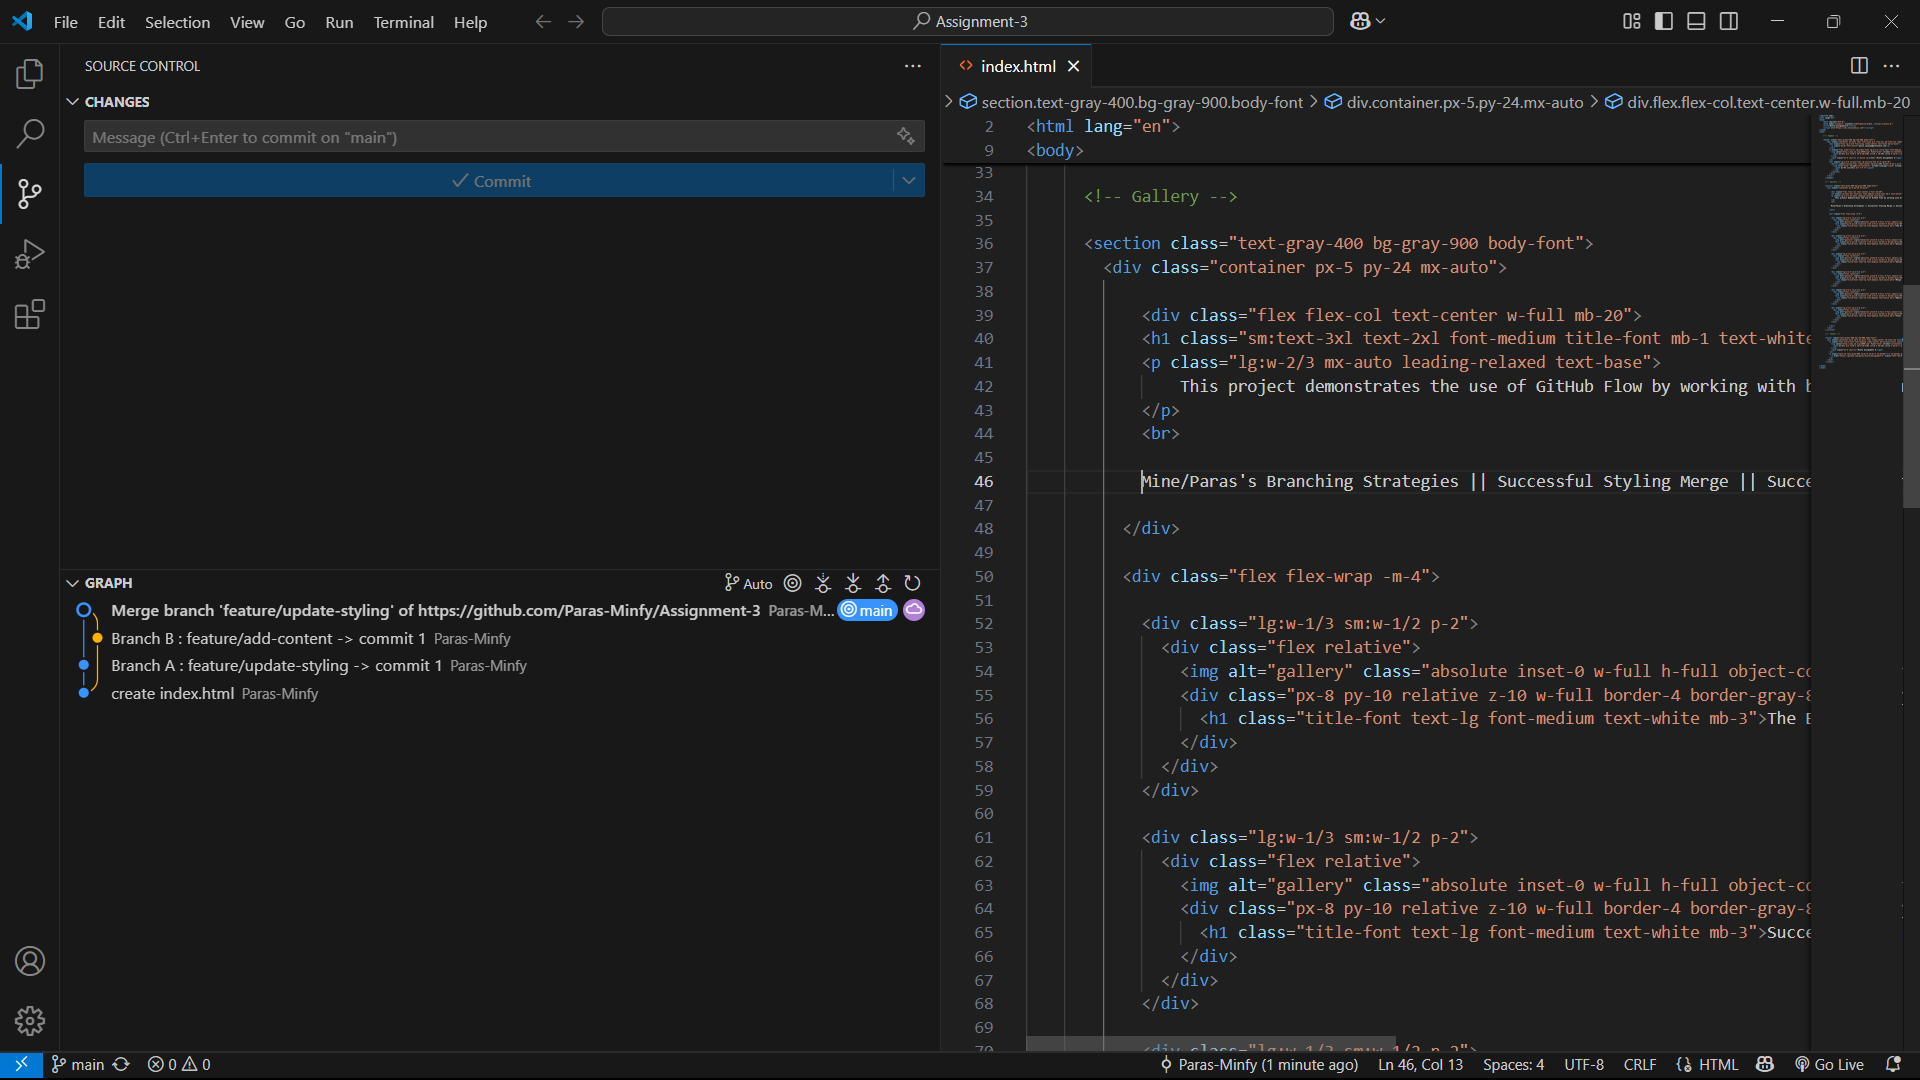 File Edit Selection View Go Run Terminal Help
Assignment-3
SOURCE CONTROL
CHANGES
Message (Ctrl+Enter to commit on "main")
Commit
GRAPH
Auto
Merge branch 'feature/update-styling' of https://github.com/Paras-Minfy/Assignment-3 Paras-M... main
Branch B : feature/add-content -> commit 1 Paras-Minfy
Branch A : feature/update-styling -> commit 1 Paras-Minfy
create index.html Paras-Minfy
index.html
section.text-gray-400.bg-gray-900.body-font > div.container.px-5.py-24.mx-auto > div.flex.flex-col.text-center.w-full.mb-20
2 <html lang="en">
9 <body>
33
34 <!-- Gallery -->
35
36 <section class="text-gray-400 bg-gray-900 body-font">
37 <div class="container px-5 py-24 mx-auto">
38
39 <div class="flex flex-col text-center w-full mb-20">
40 <h1 class="sm:text-3xl text-2xl font-medium title-font mb-1 text-white
41 <p class="lg:w-2/3 mx-auto leading-relaxed text-base">
42 This project demonstrates the use of GitHub Flow by working with b
43 </p>
44 <br>
45
46 Mine/Paras's Branching Strategies || Successful Styling Merge || Succe
47
48 </div>
49
50 <div class="flex flex-wrap -m-4">
51
52 <div class="lg:w-1/3 sm:w-1/2 p-2">
53 <div class="flex relative">
54 <img alt="gallery" class="absolute inset-0 w-full h-full object-co
55 <div class="px-8 py-10 relative z-10 w-full border-4 border-gray-8
56 <h1 class="title-font text-lg font-medium text-white mb-3">The B
57 </div>
58 </div>
59 </div>
60
61 <div class="lg:w-1/3 sm:w-1/2 p-2">
62 <div class="flex relative">
63 <img alt="gallery" class="absolute inset-0 w-full h-full object-co
64 <div class="px-8 py-10 relative z-10 w-full border-4 border-gray-8
65 <h1 class="title-font text-lg font-medium text-white mb-3">Succe
66 </div>
67 </div>
68 </div>
69
70 <div class="lg:w-1/3 sm:w-1/2 p-2">
main 0 0 Paras-Minfy (1 minute ago) Ln 46, Col 13 Spaces: 4 UTF-8 CRLF HTML Go Live